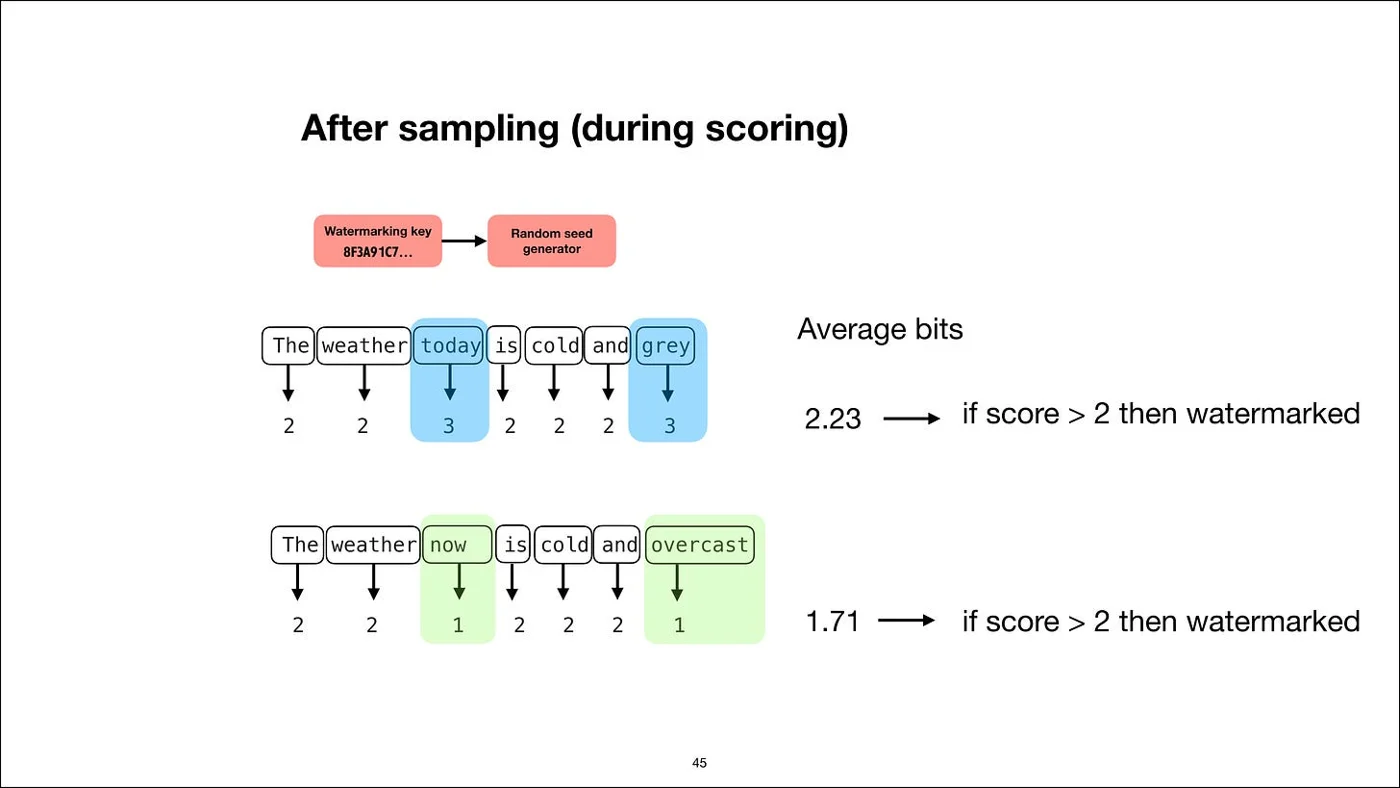 After sampling (during scoring)
Watermarking key
8F3A91C7...
Random seed
generator
The weather today is cold and grey
2 2 3 2 2 2 3
Average bits
2.23 if score > 2 then watermarked
The weather now is cold and overcast
2 2 1 2 2 2 1
1.71 if score > 2 then watermarked
45